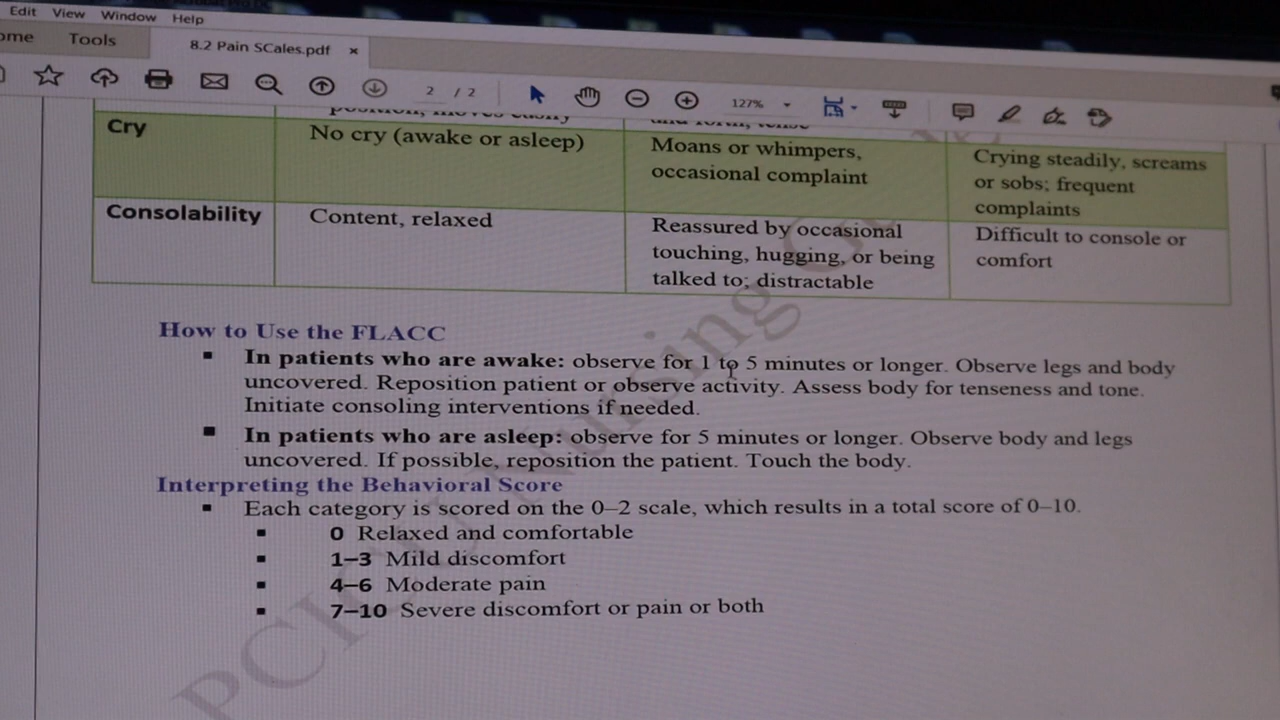 Edit View Window Help
ome Tools 8.2 Pain SCales.pdf ×
2 / 2 127%
position, moves easily and forth, tense
Cry No cry (awake or asleep) Moans or whimpers, occasional complaint Crying steadily, screams or sobs; frequent complaints
Consolability Content, relaxed Reassured by occasional touching, hugging, or being talked to; distractable Difficult to console or comfort
How to Use the FLACC
▪ In patients who are awake: observe for 1 to 5 minutes or longer. Observe legs and body
uncovered. Reposition patient or observe activity. Assess body for tenseness and tone.
Initiate consoling interventions if needed.
▪ In patients who are asleep: observe for 5 minutes or longer. Observe body and legs
uncovered. If possible, reposition the patient. Touch the body.
Interpreting the Behavioral Score
▪ Each category is scored on the 0–2 scale, which results in a total score of 0–10.
▪ 0 Relaxed and comfortable
▪ 1–3 Mild discomfort
▪ 4–6 Moderate pain
▪ 7–10 Severe discomfort or pain or both